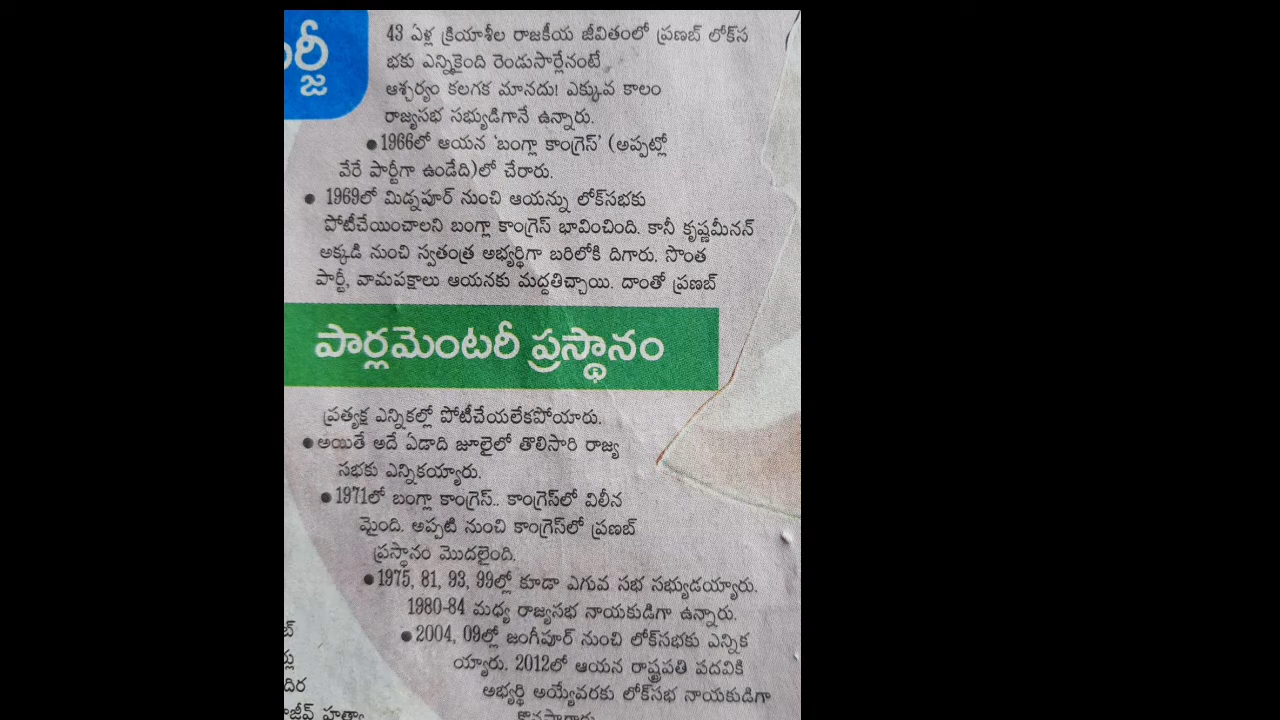 ర్జీ
43 ఏళ్ల క్రియాశీల రాజకీయ జీవితంలో ప్రణబ్ లోక్‌స
భకు ఎన్నికైంది రెండుసార్లేనంటే
ఆశ్చర్యం కలగక మానదు! ఎక్కువ కాలం
రాజ్యసభ సభ్యుడిగానే ఉన్నారు.
●1966లో ఆయన 'బంగ్లా కాంగ్రెస్' (అప్పట్లో
వేరే పార్టీగా ఉండేది)లో చేరారు.
● 1969లో మిడ్నపూర్ నుంచి ఆయన్ను లోక్‌సభకు
పోటీచేయించాలని బంగ్లా కాంగ్రెస్ భావించింది. కానీ కృష్ణమీనన్
అక్కడి నుంచి స్వతంత్ర అభ్యర్థిగా బరిలోకి దిగారు. సొంత
పార్టీ, వామపక్షాలు ఆయనకు మద్దతిచ్చాయి. దాంతో ప్రణబ్
పార్లమెంటరీ ప్రస్థానం
ప్రత్యక్ష ఎన్నికల్లో పోటీచేయలేకపోయారు.
●అయితే అదే ఏడాది జూలైలో తొలిసారి రాజ్య
సభకు ఎన్నికయ్యారు.
●1971లో బంగ్లా కాంగ్రెస్.. కాంగ్రెస్‌లో విలీన
మైంది. అప్పటి నుంచి కాంగ్రెస్‌లో ప్రణబ్
ప్రస్థానం మొదలైంది.
●1975, 81, 93, 99ల్లో కూడా ఎగువ సభ సభ్యుడయ్యారు.
1980-84 మధ్య రాజ్యసభ నాయకుడిగా ఉన్నారు.
●2004, 09ల్లో జంగీపూర్ నుంచి లోక్‌సభకు ఎన్నిక
య్యారు. 2012లో ఆయన రాష్ట్రపతి పదవికి
అభ్యర్థి అయ్యేవరకు లోక్‌సభ నాయకుడిగా